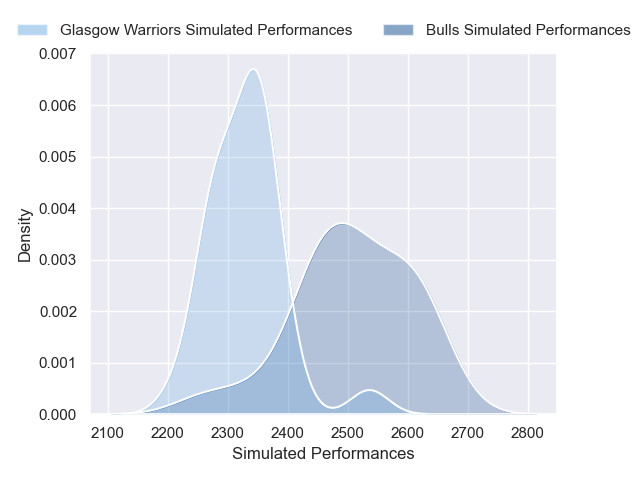 Glasgow Warriors Simulated Performances Bulls Simulated Performances
0.007
0.006
0.005
0.004
0.003
0.002
0.001
0.000
Density
2100 2200 2300 2400 2500 2600 2700 2800
Simulated Performances